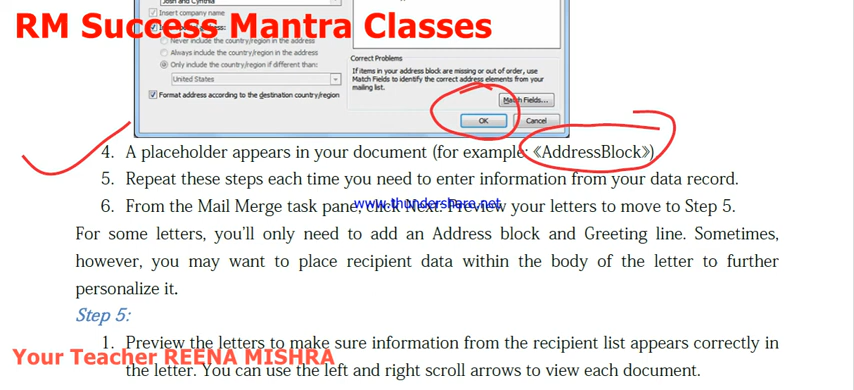 Josh and Cynthia
Insert company name
RM Success Mantra Classes
address:
Never include the country/region in the address
Always include the country/region in the address
Only include the country/region if different than:
United States
Format address according to the destination country/region
Correct Problems
If items in your address block are missing or out of order, use
Match Fields to identify the correct address elements from your
mailing list.
Match Fields...
OK
Cancel
4. A placeholder appears in your document (for example: 《AddressBlock》)
5. Repeat these steps each time you need to enter information from your data record.
6. From the Mail Merge task pane, click Next: Preview your letters to move to Step 5.
www.thundershare.net
For some letters, you'll only need to add an Address block and Greeting line. Sometimes,
however, you may want to place recipient data within the body of the letter to further
personalize it.
Step 5:
1. Preview the letters to make sure information from the recipient list appears correctly in
Your Teacher REENA MISHRA
the letter. You can use the left and right scroll arrows to view each document.